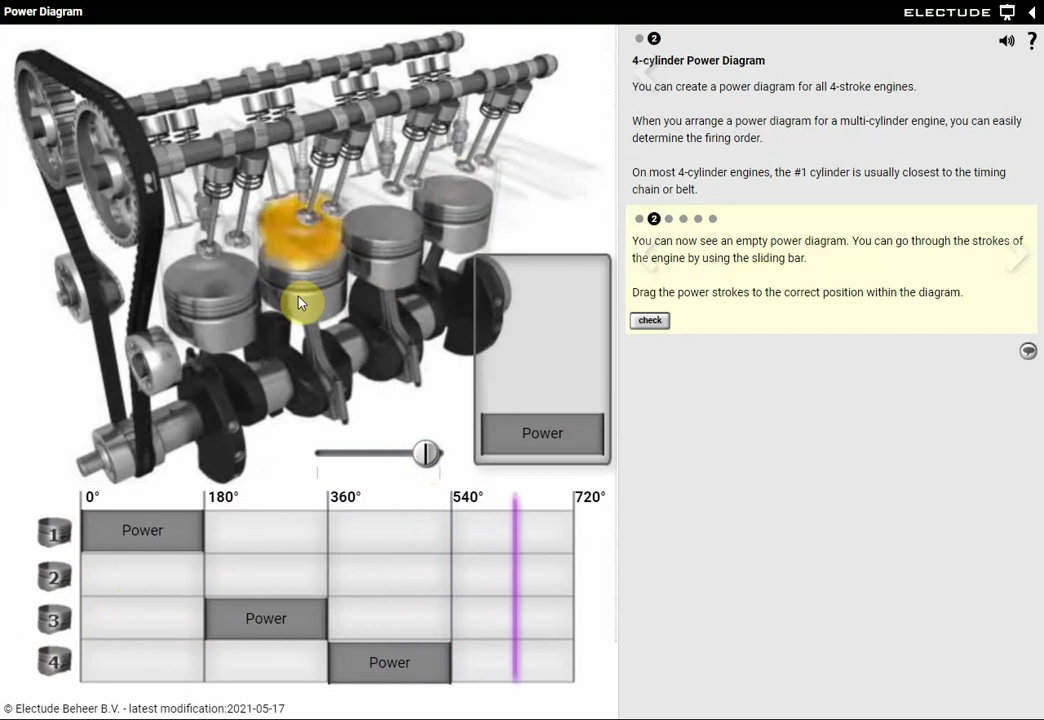 Power Diagram
ELECTUDE
2
4-cylinder Power Diagram
You can create a power diagram for all 4-stroke engines.
When you arrange a power diagram for a multi-cylinder engine, you can easily
determine the firing order.
On most 4-cylinder engines, the #1 cylinder is usually closest to the timing
chain or belt.
2
You can now see an empty power diagram. You can go through the strokes of
the engine by using the sliding bar.
Drag the power strokes to the correct position within the diagram.
check
?
Power
0° 180° 360° 540° 720°
1 Power
2
3 Power
4 Power
© Electude Beheer B.V. - latest modification:2021-05-17